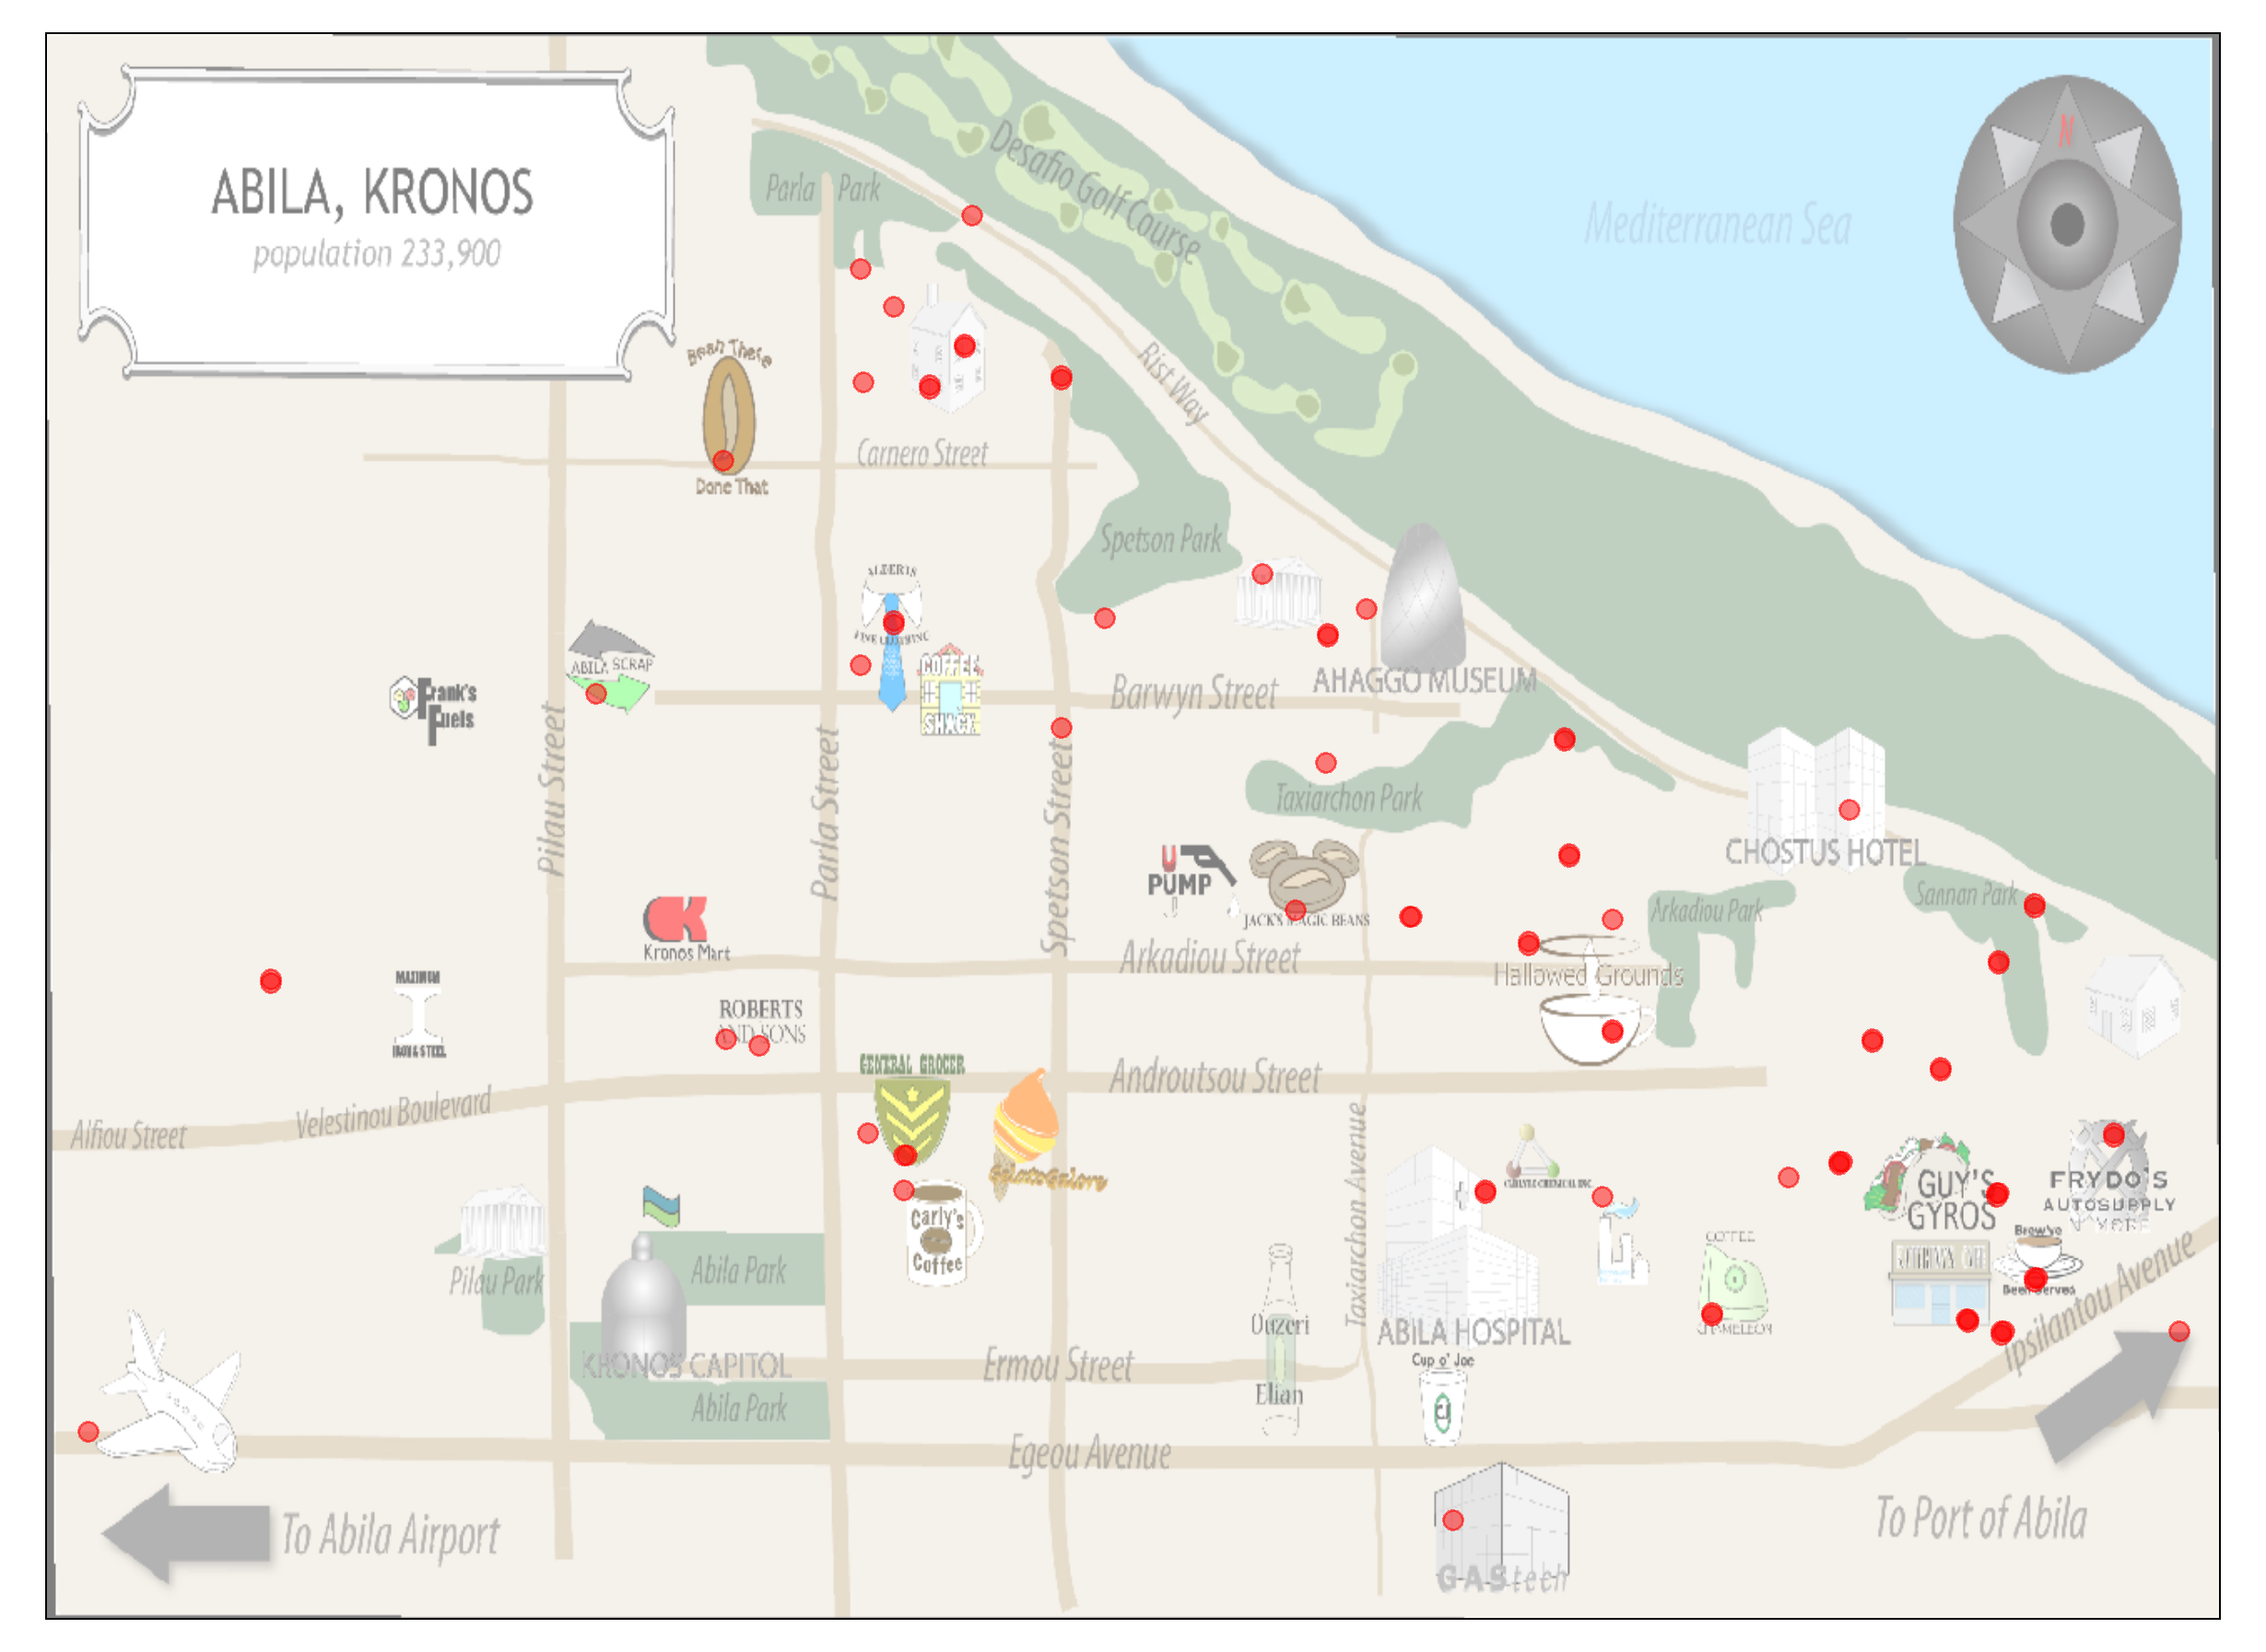 ABILA, KRONOS
population 233,900
N
Mediterranean Sea
Desafio Golf Course
Parla Park
Rist Way
Bean There
Done That
Carnero Street
Spetson Park
ALBERTS
FINE CLOTHING
ABILA SCRAP
COFFEE
SHACK
Frank's
Fuels
Barwyn Street
AHAGGO MUSEUM
Pilau Street
Parla Street
Spetson Street
Taxiarchon Park
CHOSTUS HOTEL
U
PUMP
JACK'S MAGIC BEANS
Arkadiou Park
Sannan Park
Kronos Mart
Arkadiou Street
Hallowed Grounds
MAXIMUM
IRON & STEEL
ROBERTS
AND SONS
GENERAL GROCER
Androutsou Street
Alfiou Street
Velestinou Boulevard
Gelatogalore
Taxiarchon Avenue
CARLYLE CHEMICAL INC.
GUY'S
GYROS
FRYDO'S
AUTOSUPPLY
N' MORE
Carly's
Coffee
COFFEE
CHAMELEON
Brew've
Been Served
Pilau Park
Abila Park
Ouzeri
Elian
ABILA HOSPITAL
Ipsilantou Avenue
KRONOS CAPITOL
Ermou Street
Cup o' Joe
CJ
Abila Park
Egeou Avenue
To Abila Airport
To Port of Abila
GAStech